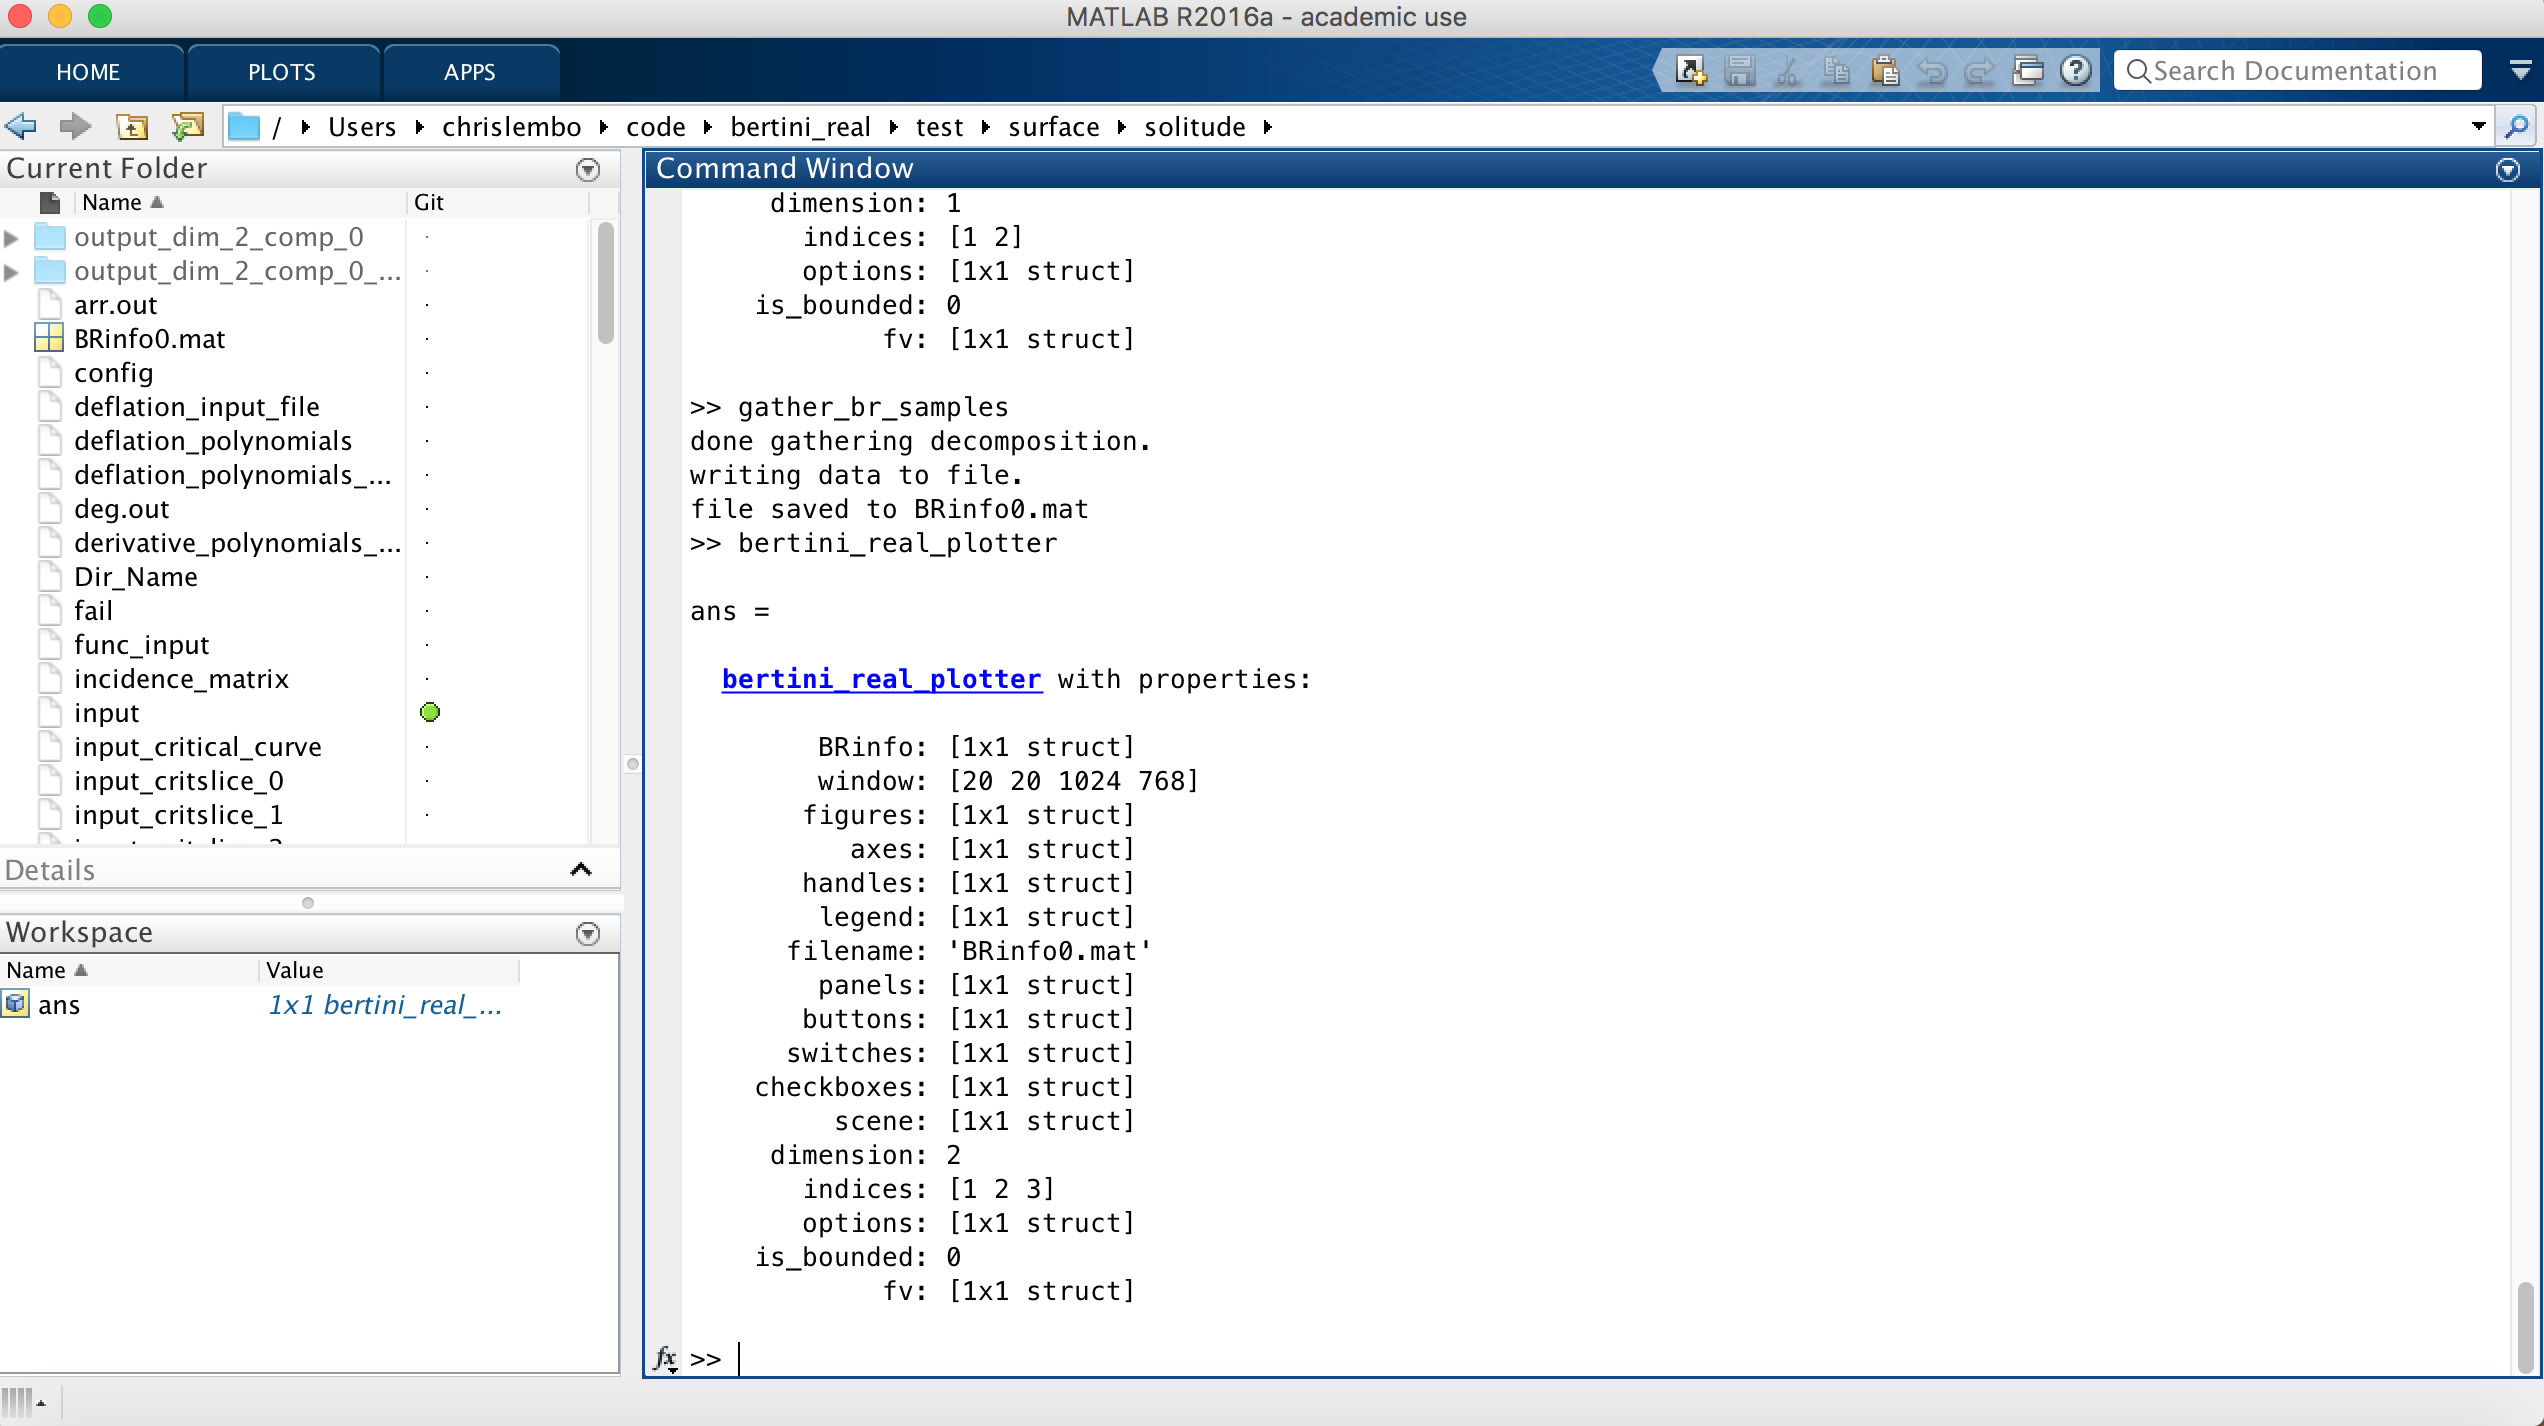 MATLAB R2016a - academic use
HOME PLOTS APPS
Search Documentation
/ Users chrislembo code bertini_real test surface solitude
Current Folder
Name Git
output_dim_2_comp_0
output_dim_2_comp_0_...
arr.out
BRinfo0.mat
config
deflation_input_file
deflation_polynomials
deflation_polynomials_...
deg.out
derivative_polynomials_...
Dir_Name
fail
func_input
incidence_matrix
input
input_critical_curve
input_critslice_0
input_critslice_1
Details
Workspace
Name Value
ans 1x1 bertini_real_...
Command Window
dimension: 1
indices: [1 2]
options: [1x1 struct]
is_bounded: 0
fv: [1x1 struct]
>> gather_br_samples
done gathering decomposition.
writing data to file.
file saved to BRinfo0.mat
>> bertini_real_plotter
ans =
bertini_real_plotter with properties:
BRinfo: [1x1 struct]
window: [20 20 1024 768]
figures: [1x1 struct]
axes: [1x1 struct]
handles: [1x1 struct]
legend: [1x1 struct]
filename: 'BRinfo0.mat'
panels: [1x1 struct]
buttons: [1x1 struct]
switches: [1x1 struct]
checkboxes: [1x1 struct]
scene: [1x1 struct]
dimension: 2
indices: [1 2 3]
options: [1x1 struct]
is_bounded: 0
fv: [1x1 struct]
fx >>